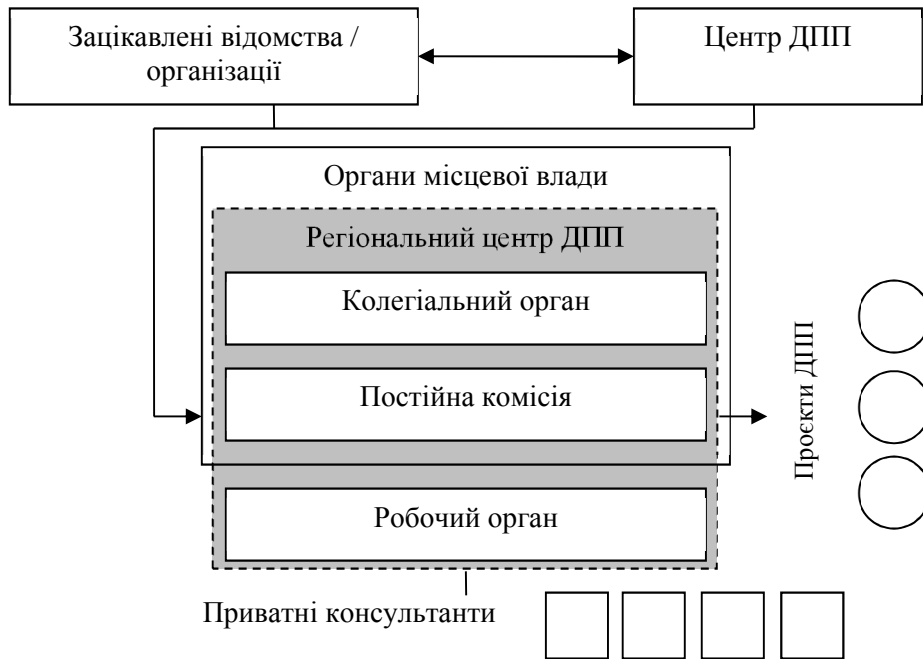 Зацікавлені відомства /
організації
Центр ДПП
Органи місцевої влади
Регіональний центр ДПП
Колегіальний орган
Постійна комісія
Робочий орган
Проєкти ДПП
Приватні консультанти